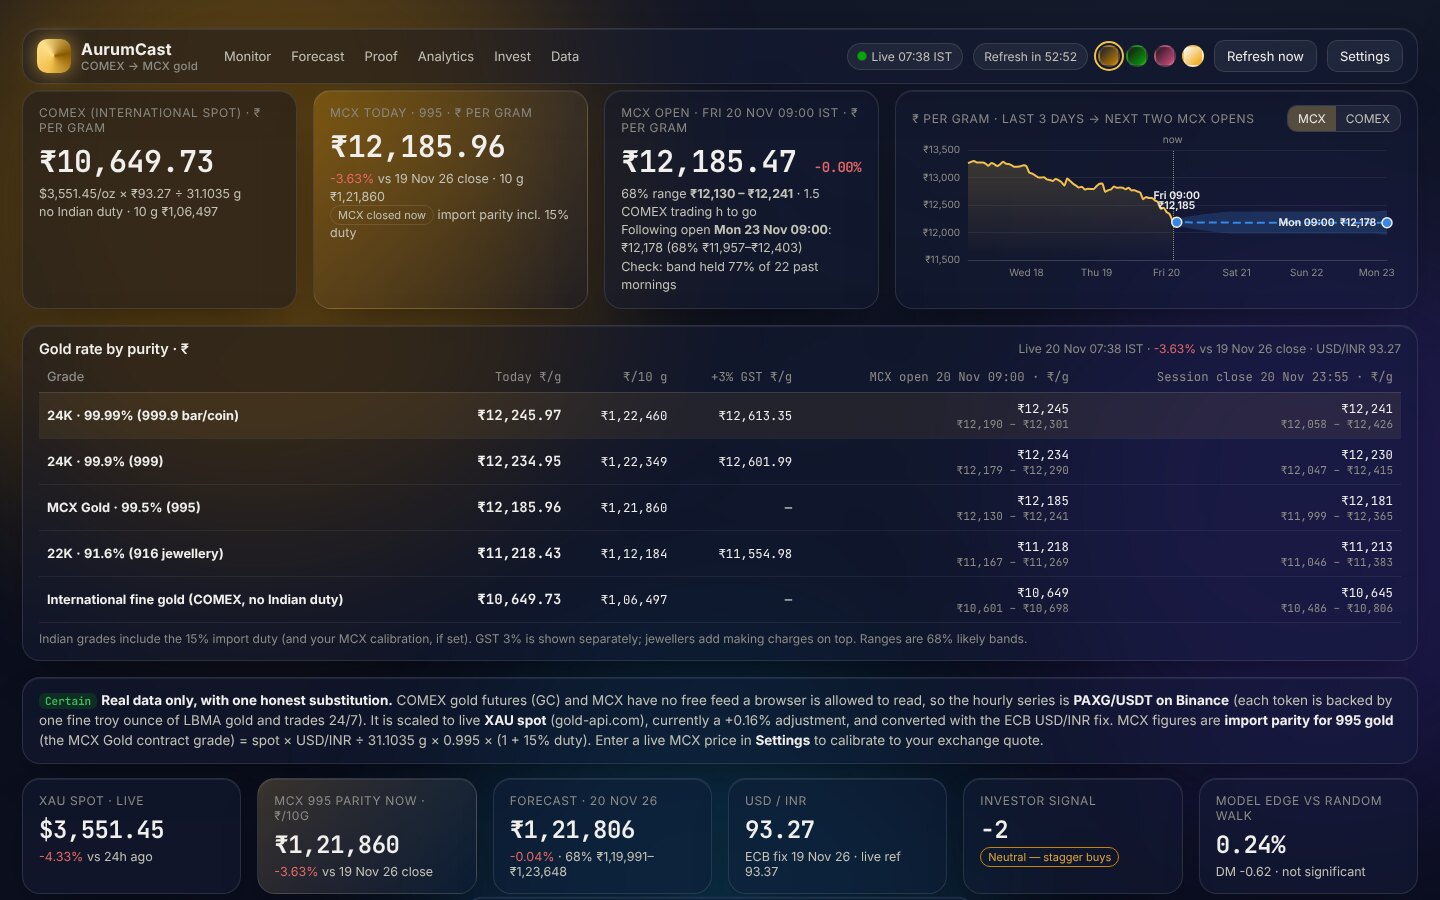 AurumCast
COMEX → MCX gold
Monitor Forecast Proof Analytics Invest Data
Live 07:38 IST
Refresh in 52:52
Refresh now
Settings
COMEX (INTERNATIONAL SPOT) · ₹
PER GRAM
₹10,649.73
$3,551.45/oz × ₹93.27 ÷ 31.1035 g
no Indian duty · 10 g ₹1,06,497
MCX TODAY · 995 · ₹ PER GRAM
₹12,185.96
-3.63% vs 19 Nov 26 close · 10 g
₹1,21,860
MCX closed now import parity incl. 15%
duty
MCX OPEN · FRI 20 NOV 09:00 IST · ₹
PER GRAM
₹12,185.47 -0.00%
68% range ₹12,130 – ₹12,241 · 1.5
COMEX trading h to go
Following open Mon 23 Nov 09:00:
₹12,178 (68% ₹11,957–₹12,403)
Check: band held 77% of 22 past
mornings
₹ PER GRAM · LAST 3 DAYS → NEXT TWO MCX OPENS
MCX COMEX
now
₹13,500
₹13,000
₹12,500
₹12,000
₹11,500
Fri 09:00
₹12,185
Mon 09:00 ₹12,178
Wed 18 Thu 19 Fri 20 Sat 21 Sun 22 Mon 23
Gold rate by purity · ₹
Live 20 Nov 07:38 IST · -3.63% vs 19 Nov 26 close · USD/INR 93.27
Grade Today ₹/g ₹/10 g +3% GST ₹/g MCX open 20 Nov 09:00 · ₹/g Session close 20 Nov 23:55 · ₹/g
24K · 99.99% (999.9 bar/coin) ₹12,245.97 ₹1,22,460 ₹12,613.35 ₹12,245 ₹12,241
₹12,190 – ₹12,301 ₹12,058 – ₹12,426
24K · 99.9% (999) ₹12,234.95 ₹1,22,349 ₹12,601.99 ₹12,234 ₹12,230
₹12,179 – ₹12,290 ₹12,047 – ₹12,415
MCX Gold · 99.5% (995) ₹12,185.96 ₹1,21,860 — ₹12,185 ₹12,181
₹12,130 – ₹12,241 ₹11,999 – ₹12,365
22K · 91.6% (916 jewellery) ₹11,218.43 ₹1,12,184 ₹11,554.98 ₹11,218 ₹11,213
₹11,167 – ₹11,269 ₹11,046 – ₹11,383
International fine gold (COMEX, no Indian duty) ₹10,649.73 ₹1,06,497 — ₹10,649 ₹10,645
₹10,601 – ₹10,698 ₹10,486 – ₹10,806
Indian grades include the 15% import duty (and your MCX calibration, if set). GST 3% is shown separately; jewellers add making charges on top. Ranges are 68% likely bands.
Certain Real data only, with one honest substitution. COMEX gold futures (GC) and MCX have no free feed a browser is allowed to read, so the hourly series is PAXG/USDT on Binance (each token is backed by
one fine troy ounce of LBMA gold and trades 24/7). It is scaled to live XAU spot (gold-api.com), currently a +0.16% adjustment, and converted with the ECB USD/INR fix. MCX figures are import parity for 995 gold
(the MCX Gold contract grade) = spot × USD/INR ÷ 31.1035 g × 0.995 × (1 + 15% duty). Enter a live MCX price in Settings to calibrate to your exchange quote.
XAU SPOT · LIVE
$3,551.45
-4.33% vs 24h ago
MCX 995 PARITY NOW ·
₹/10G
₹1,21,860
-3.63% vs 19 Nov 26 close
FORECAST · 20 NOV 26
₹1,21,806
-0.04% · 68% ₹1,19,991–
₹1,23,648
USD / INR
93.27
ECB fix 19 Nov 26 · live ref
93.37
INVESTOR SIGNAL
-2
Neutral — stagger buys
MODEL EDGE VS RANDOM
WALK
0.24%
DM -0.62 · not significant